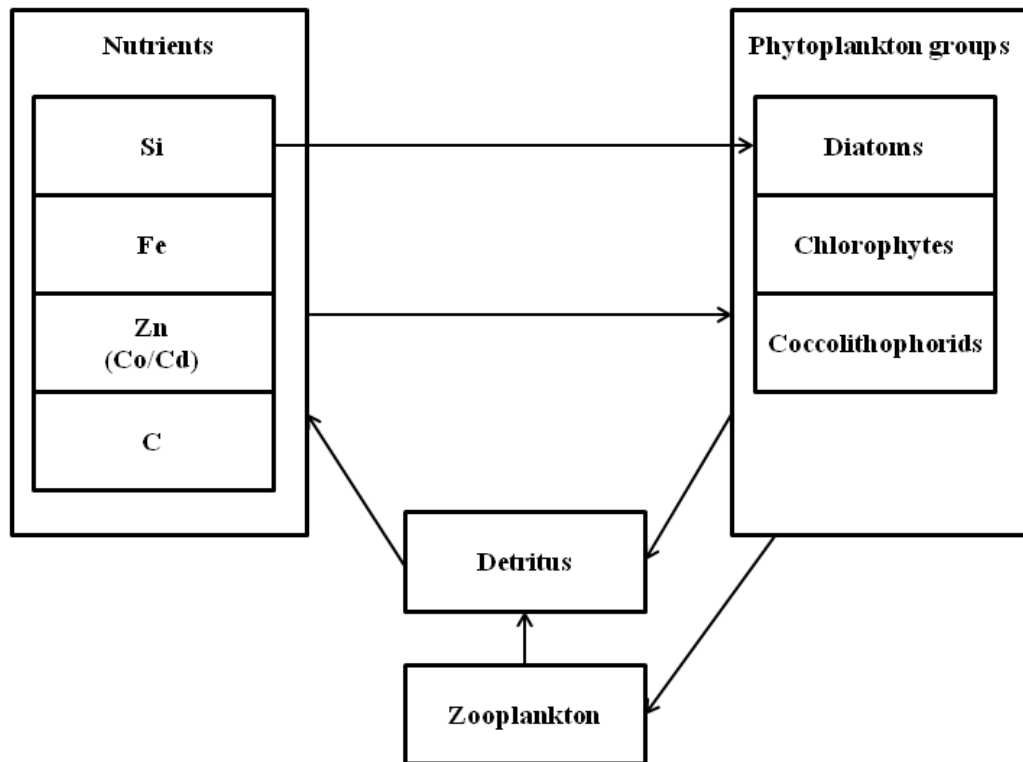 Nutrients
Si
Fe
Zn
(Co/Cd)
C
Phytoplankton groups
Diatoms
Chlorophytes
Coccolithophorids
Detritus
Zooplankton